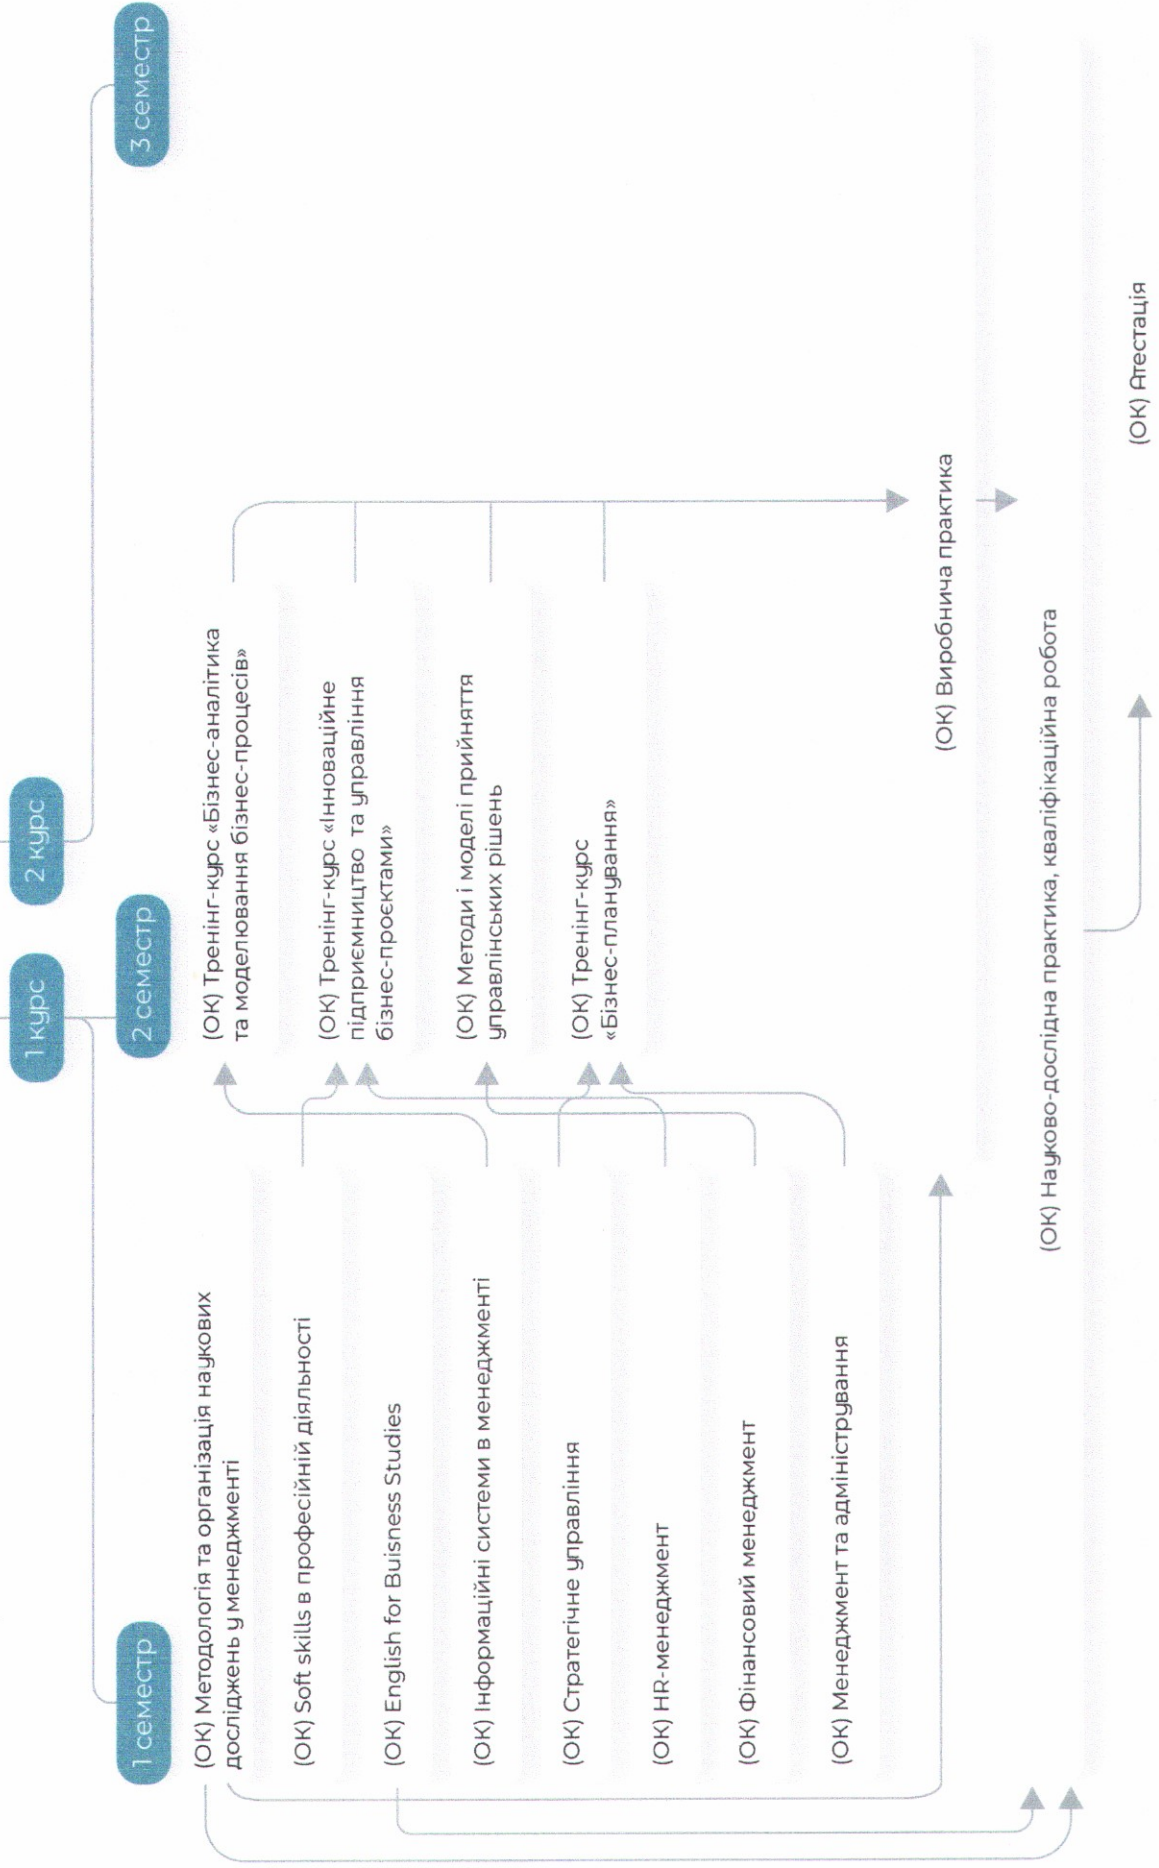 1 курс
2 курс
1 семестр
2 семестр
3 семестр
(ОК) Методологія та організація наукових
досліджень у менеджменті
(ОК) Soft skills в професійній діяльності
(ОК) English for Buisness Studies
(ОК) Інформаційні системи в менеджменті
(ОК) Стратегічне управління
(ОК) HR-менеджмент
(ОК) Фінансовий менеджмент
(ОК) Менеджмент та адміністрування
(ОК) Тренінг-курс «Бізнес-аналітика
та моделювання бізнес-процесів»
(ОК) Тренінг-курс «Інноваційне
підприємництво та управління
бізнес-проєктами»
(ОК) Методи і моделі прийняття
управлінських рішень
(ОК) Тренінг-курс
«Бізнес-планування»
(ОК) Виробнича практика
(ОК) Науково-дослідна практика, кваліфікаційна робота
(ОК) Атестація